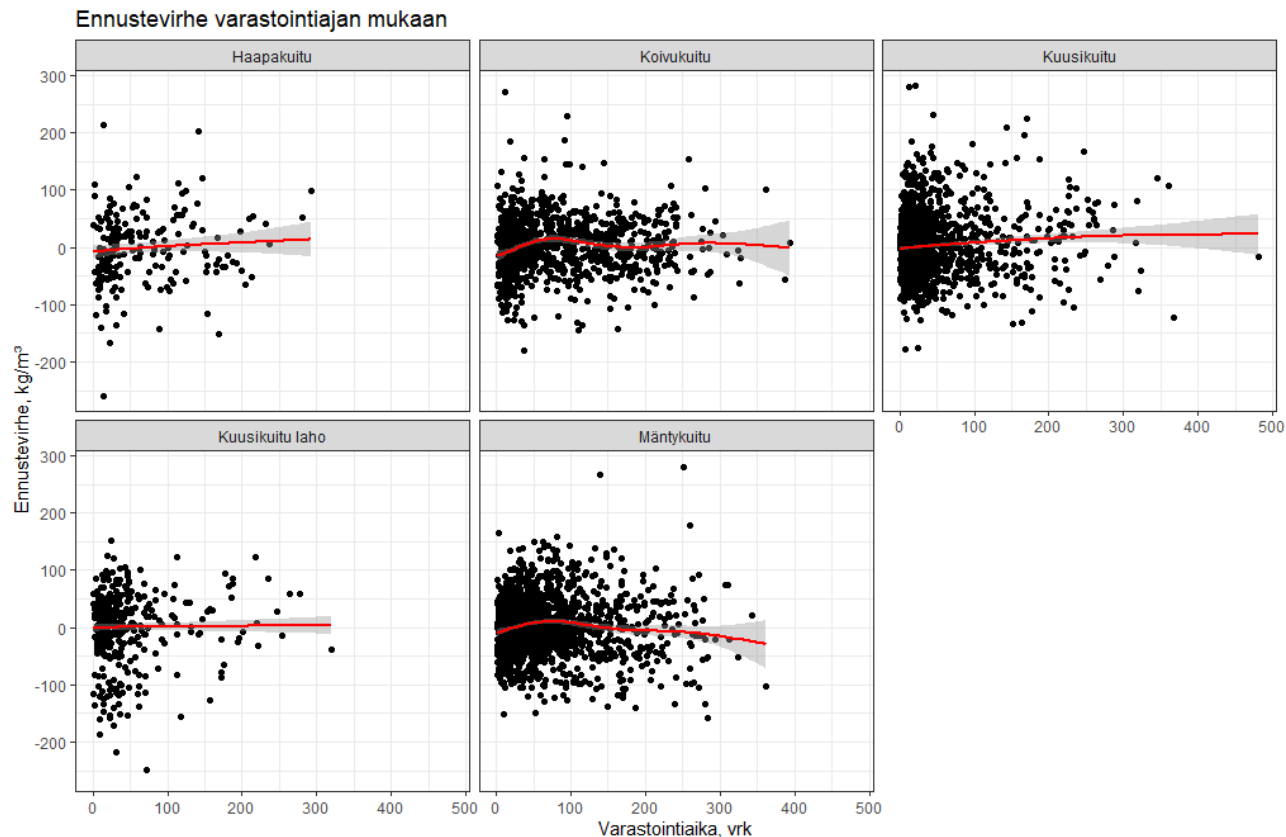 Ennustevirhe varastointiajan mukaan
Haapakuitu
Koivukuitu
Kuusikuitu
300
200
100
0
-100
-200
0 100 200 300 400 500
Kuusikuitu laho
Mäntykuitu
300
200
100
0
-100
-200
0 100 200 300 400 500
0 100 200 300 400 500
Ennustevirhe, kg/m³
Varastointiaika, vrk